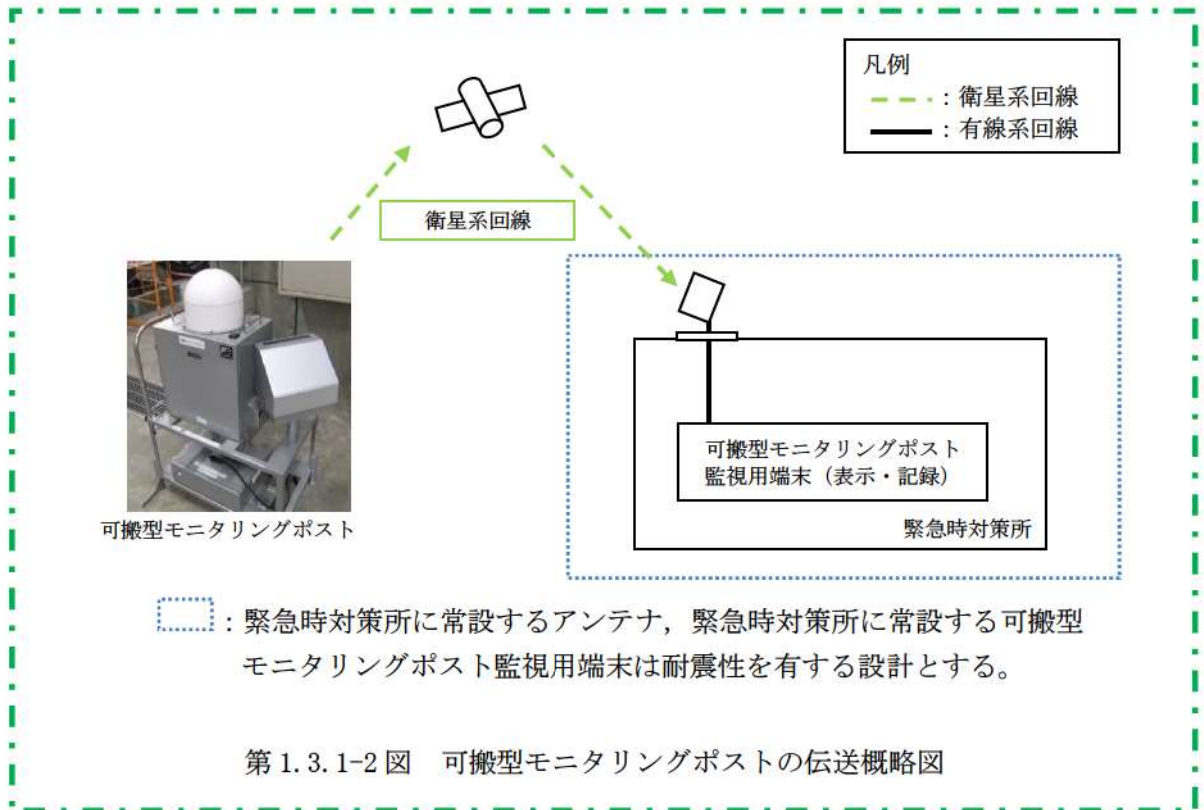 凡例
:衛星系回線
:有線系回線
衛星系回線
可搬型モニタリングポスト
監視用端末(表示・記録)
緊急時対策所
可搬型モニタリングポスト
:緊急時対策所に常設するアンテナ,緊急時対策所に常設する可搬型
モニタリングポスト監視用端末は耐震性を有する設計とする。
第1.3.1-2図 可搬型モニタリングポストの伝送概略図